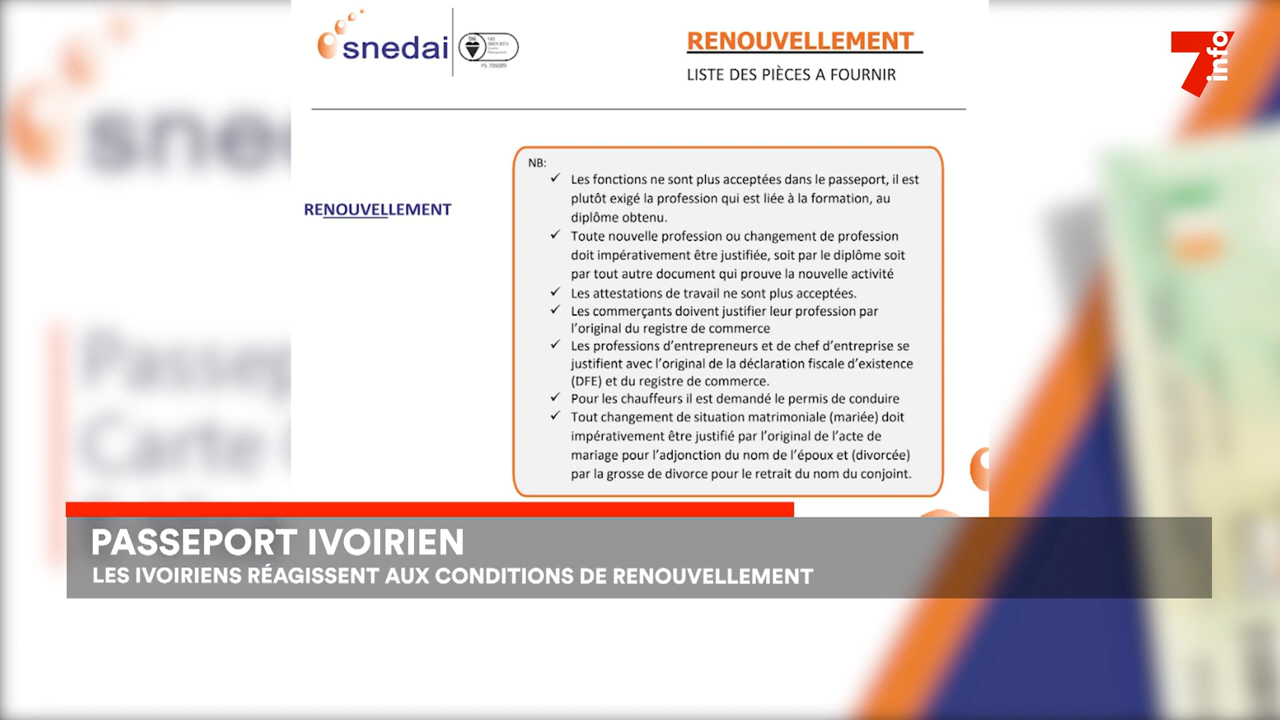 snedai
RENOUVELLEMENT
LISTE DES PIÈCES A FOURNIR
7info
NB:
✓ Les fonctions ne sont plus acceptées dans le passeport, il est
plutôt exigé la profession qui est liée à la formation, au
diplôme obtenu.
✓ Toute nouvelle profession ou changement de profession
doit impérativement être justifiée, soit par le diplôme soit
par tout autre document qui prouve la nouvelle activité
✓ Les attestations de travail ne sont plus acceptées.
✓ Les commerçants doivent justifier leur profession par
l’original du registre de commerce
✓ Les professions d’entrepreneurs et de chef d’entreprise se
justifient avec l’original de la déclaration fiscale d’existence
(DFE) et du registre de commerce.
✓ Pour les chauffeurs il est demandé le permis de conduire
✓ Tout changement de situation matrimoniale (mariée) doit
impérativement être justifié par l’original de l’acte de
mariage pour l’adjonction du nom de l’époux et (divorcée)
par la grosse de divorce pour le retrait du nom du conjoint.
RENOUVELLEMENT
sne
Passep
Carte
PASSEPORT IVOIRIEN
LES IVOIRIENS RÉAGISSENT AUX CONDITIONS DE RENOUVELLEMENT